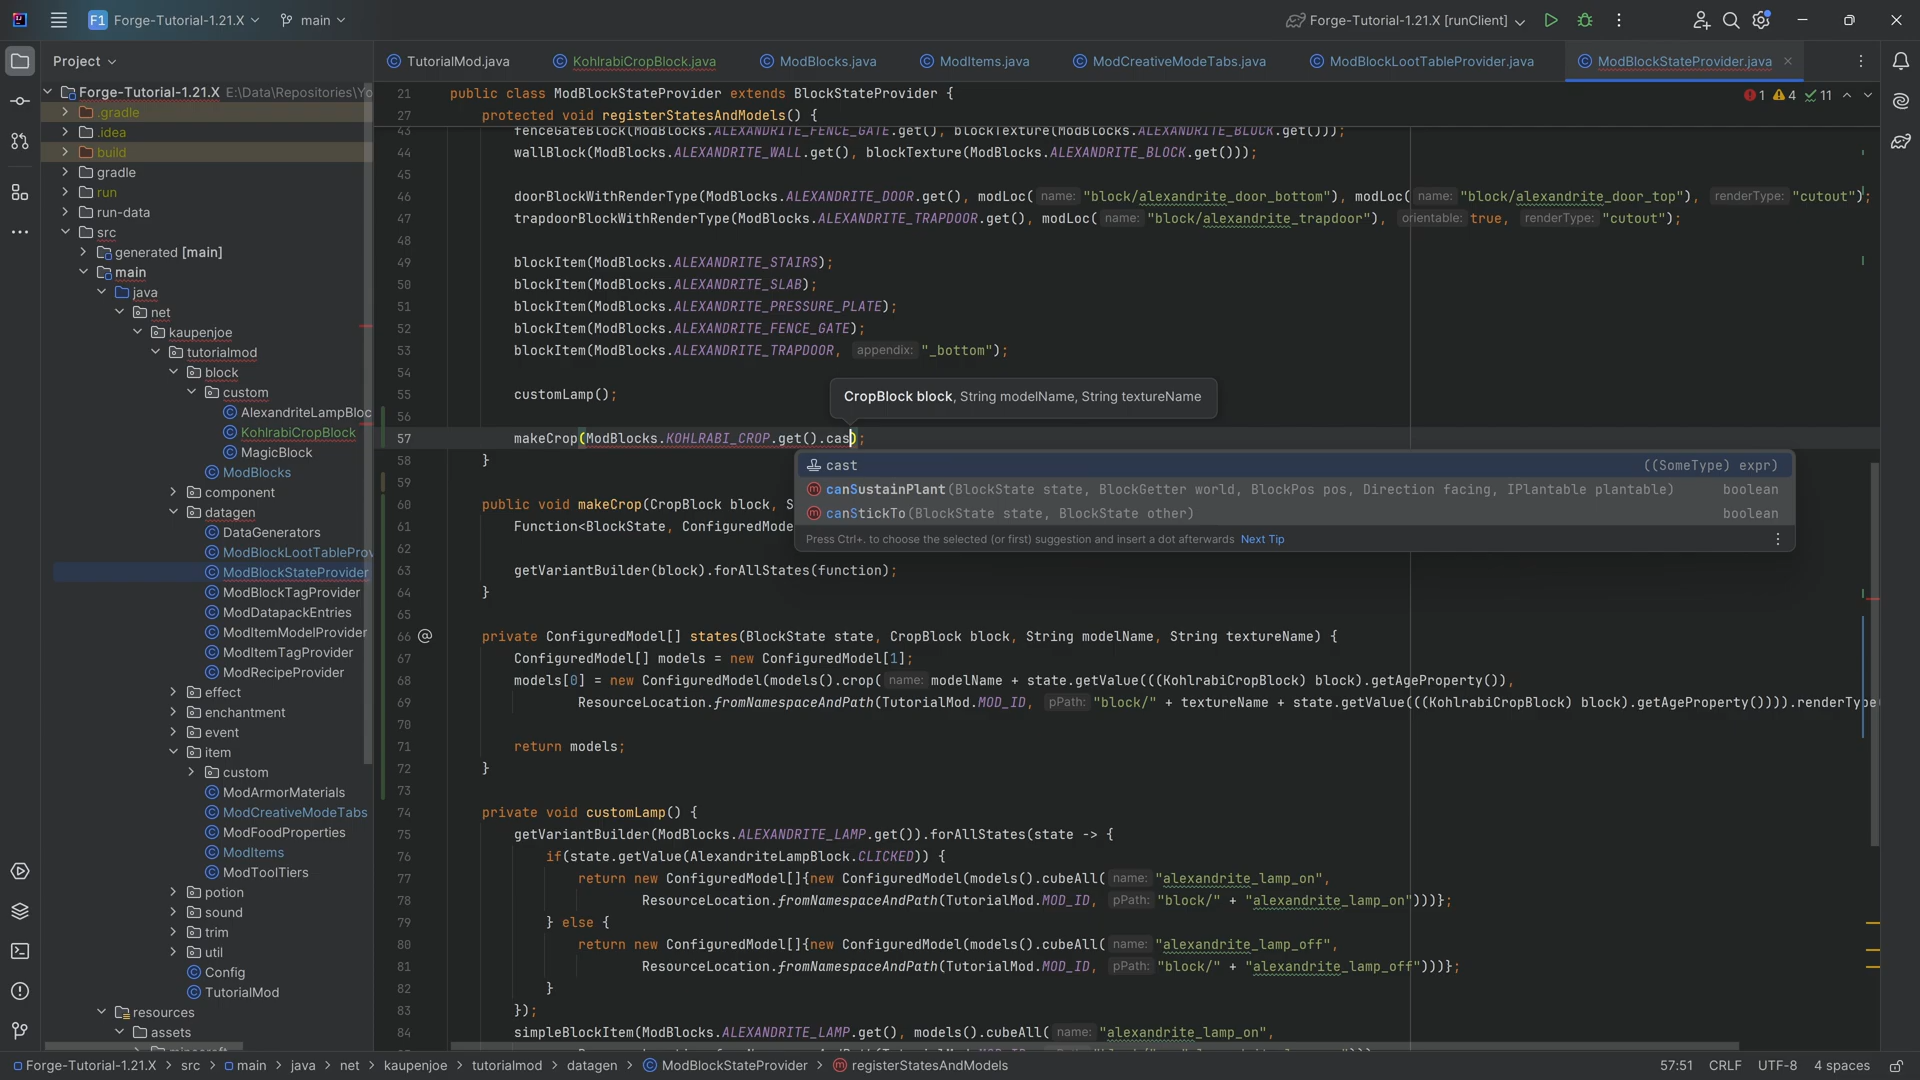 F1 Forge-Tutorial-1.21.X main Forge-Tutorial-1.21.X [runClient]
Project
TutorialMod.java KohlrabiCropBlock.java ModBlocks.java ModItems.java ModCreativeModeTabs.java ModBlockLootTableProvider.java ModBlockStateProvider.java
Forge-Tutorial-1.21.X E:\Data\Repositories\Yo
.gradle
.idea
build
gradle
run
run-data
src
generated [main]
main
java
net
kaupenjoe
tutorialmod
block
custom
AlexandriteLampBloc
KohlrabiCropBlock
MagicBlock
ModBlocks
component
datagen
DataGenerators
ModBlockLootTableProv
ModBlockStateProvider
ModBlockTagProvider
ModDatapackEntries
ModItemModelProvider
ModItemTagProvider
ModRecipeProvider
effect
enchantment
event
item
custom
ModArmorMaterials
ModCreativeModeTabs
ModFoodProperties
ModItems
ModToolTiers
potion
sound
trim
util
Config
TutorialMod
resources
assets
21 public class ModBlockStateProvider extends BlockStateProvider { 1 4 11
27 protected void registerStatesAndModels() {
43 fenceGateBlock(ModBlocks.ALEXANDRITE_FENCE_GATE.get(), blockTexture(ModBlocks.ALEXANDRITE_BLOCK.get()));
44 wallBlock(ModBlocks.ALEXANDRITE_WALL.get(), blockTexture(ModBlocks.ALEXANDRITE_BLOCK.get()));
45
46 doorBlockWithRenderType(ModBlocks.ALEXANDRITE_DOOR.get(), modLoc( name: "block/alexandrite_door_bottom"), modLoc( name: "block/alexandrite_door_top"), renderType: "cutout");
47 trapdoorBlockWithRenderType(ModBlocks.ALEXANDRITE_TRAPDOOR.get(), modLoc( name: "block/alexandrite_trapdoor"), orientable: true, renderType: "cutout");
48
49 blockItem(ModBlocks.ALEXANDRITE_STAIRS);
50 blockItem(ModBlocks.ALEXANDRITE_SLAB);
51 blockItem(ModBlocks.ALEXANDRITE_PRESSURE_PLATE);
52 blockItem(ModBlocks.ALEXANDRITE_FENCE_GATE);
53 blockItem(ModBlocks.ALEXANDRITE_TRAPDOOR, appendix: "_bottom");
54
55 customLamp();
CropBlock block, String modelName, String textureName
56
57 makeCrop(ModBlocks.KOHLRABI_CROP.get().cas);
58 }
cast ((SomeType) expr)
canSustainPlant(BlockState state, BlockGetter world, BlockPos pos, Direction facing, IPlantable plantable) boolean
canStickTo(BlockState state, BlockState other) boolean
Press Ctrl+. to choose the selected (or first) suggestion and insert a dot afterwards Next Tip
59
60 public void makeCrop(CropBlock block, S
61 Function<BlockState, ConfiguredMode
62
63 getVariantBuilder(block).forAllStates(function);
64 }
65
66 private ConfiguredModel[] states(BlockState state, CropBlock block, String modelName, String textureName) {
67 ConfiguredModel[] models = new ConfiguredModel[1];
68 models[0] = new ConfiguredModel(models().crop( name: modelName + state.getValue(((KohlrabiCropBlock) block).getAgeProperty()),
69 ResourceLocation.fromNamespaceAndPath(TutorialMod.MOD_ID, pPath: "block/" + textureName + state.getValue(((KohlrabiCropBlock) block).getAgeProperty()))).renderType
70
71 return models;
72 }
73
74 private void customLamp() {
75 getVariantBuilder(ModBlocks.ALEXANDRITE_LAMP.get()).forAllStates(state -> {
76 if(state.getValue(AlexandriteLampBlock.CLICKED)) {
77 return new ConfiguredModel[]{new ConfiguredModel(models().cubeAll( name: "alexandrite_lamp_on",
78 ResourceLocation.fromNamespaceAndPath(TutorialMod.MOD_ID, pPath: "block/" + "alexandrite_lamp_on")))};
79 } else {
80 return new ConfiguredModel[]{new ConfiguredModel(models().cubeAll( name: "alexandrite_lamp_off",
81 ResourceLocation.fromNamespaceAndPath(TutorialMod.MOD_ID, pPath: "block/" + "alexandrite_lamp_off")))};
82 }
83 });
84 simpleBlockItem(ModBlocks.ALEXANDRITE_LAMP.get(), models().cubeAll( name: "alexandrite_lamp_on",
Forge-Tutorial-1.21.X > src > main > java > net > kaupenjoe > tutorialmod > datagen > ModBlockStateProvider > registerStatesAndModels 57:51 CRLF UTF-8 4 spaces